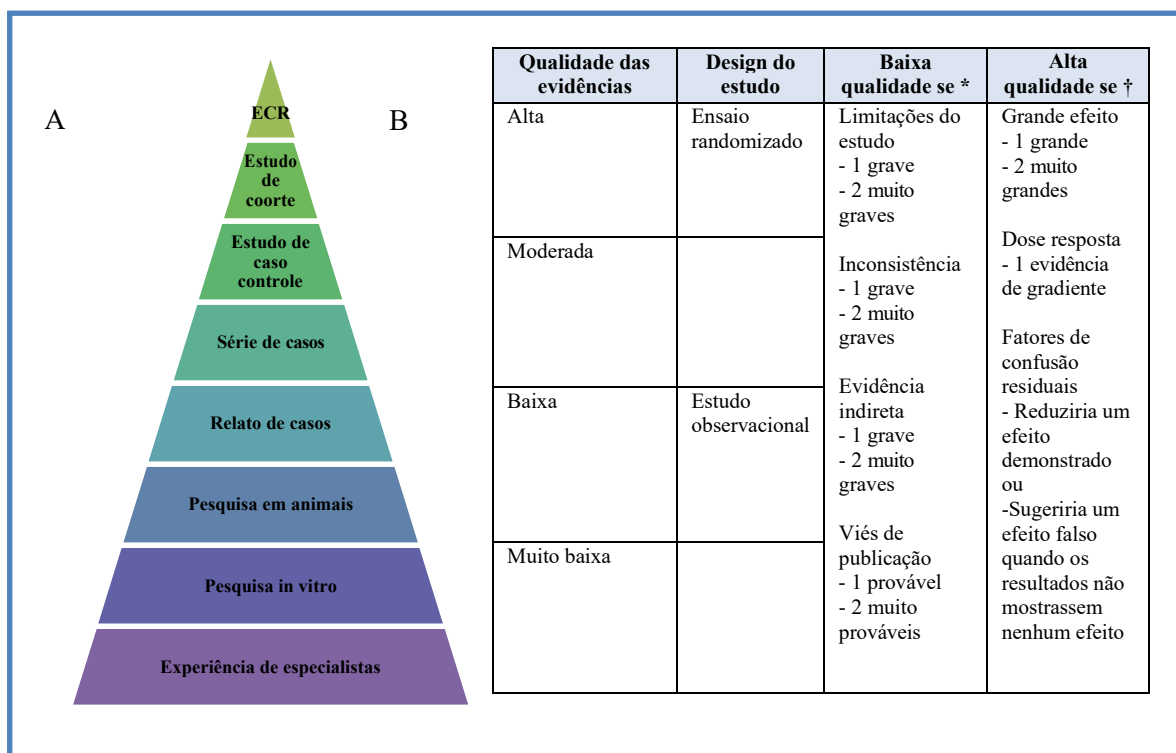 A
B
ECR
Estudo
de
coorte
Estudo de
caso
controle
Série de casos
Relato de casos
Pesquisa em animais
Pesquisa in vitro
Experiência de especialistas
Qualidade das
evidências
Design do
estudo
Baixa
qualidade se *
Alta
qualidade se †
Alta
Ensaio
randomizado
Moderada
Baixa
Estudo
observacional
Muito baixa
Limitações do
estudo
- 1 grave
- 2 muito
graves
Inconsistência
- 1 grave
- 2 muito
graves
Evidência
indireta
- 1 grave
- 2 muito
graves
Viés de
publicação
- 1 provável
- 2 muito
prováveis
Grande efeito
- 1 grande
- 2 muito
grandes
Dose resposta
- 1 evidência
de gradiente
Fatores de
confusão
residuais
- Reduziria um
efeito
demonstrado
ou
-Sugeriria um
efeito falso
quando os
resultados não
mostrassem
nenhum efeito